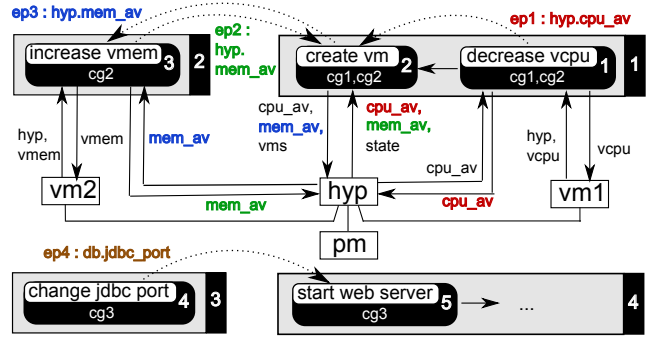 ep3 : hyp.mem_av
ep2 :
hyp.
mem_av
ep1 : hyp.cpu_av
increase vmem
3
cg2
2
create vm
2
cg1,cg2
decrease vcpu
1
cg1,cg2
1
hyp,
vmem
vmem
mem_av
cpu_av,
mem_av,
vms
cpu_av,
mem_av,
state
cpu_av
hyp,
vcpu
vcpu
vm2
mem_av
hyp
cpu_av
vm1
pm
ep4 : db.jdbc_port
change jdbc port
4
cg3
3
start web server
5
cg3
...
4